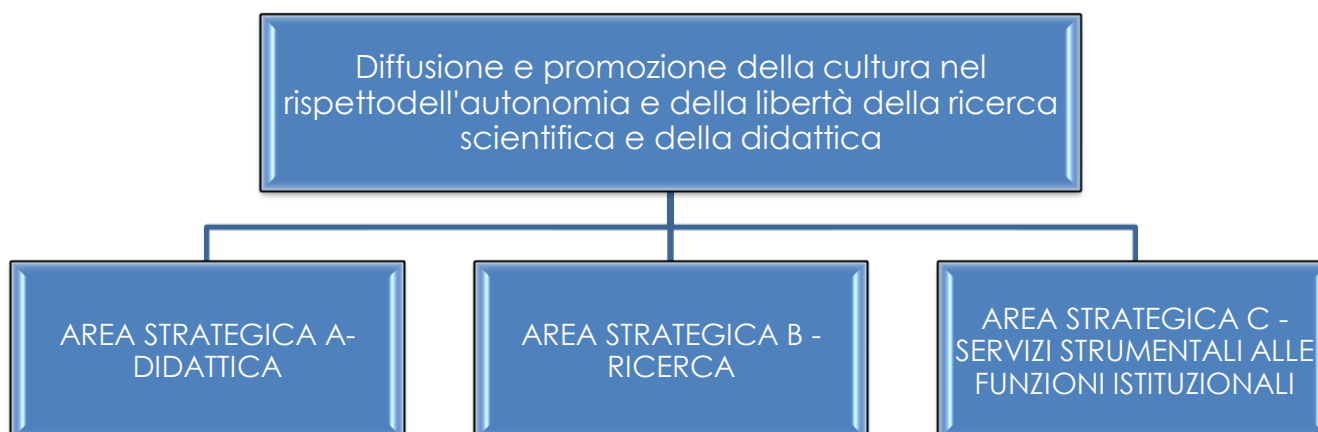 Diffusione e promozione della cultura nel
rispettodell'autonomia e della libertà della ricerca
scientifica e della didattica
AREA STRATEGICA A-
DIDATTICA
AREA STRATEGICA B -
RICERCA
AREA STRATEGICA C -
SERVIZI STRUMENTALI ALLE
FUNZIONI ISTITUZIONALI